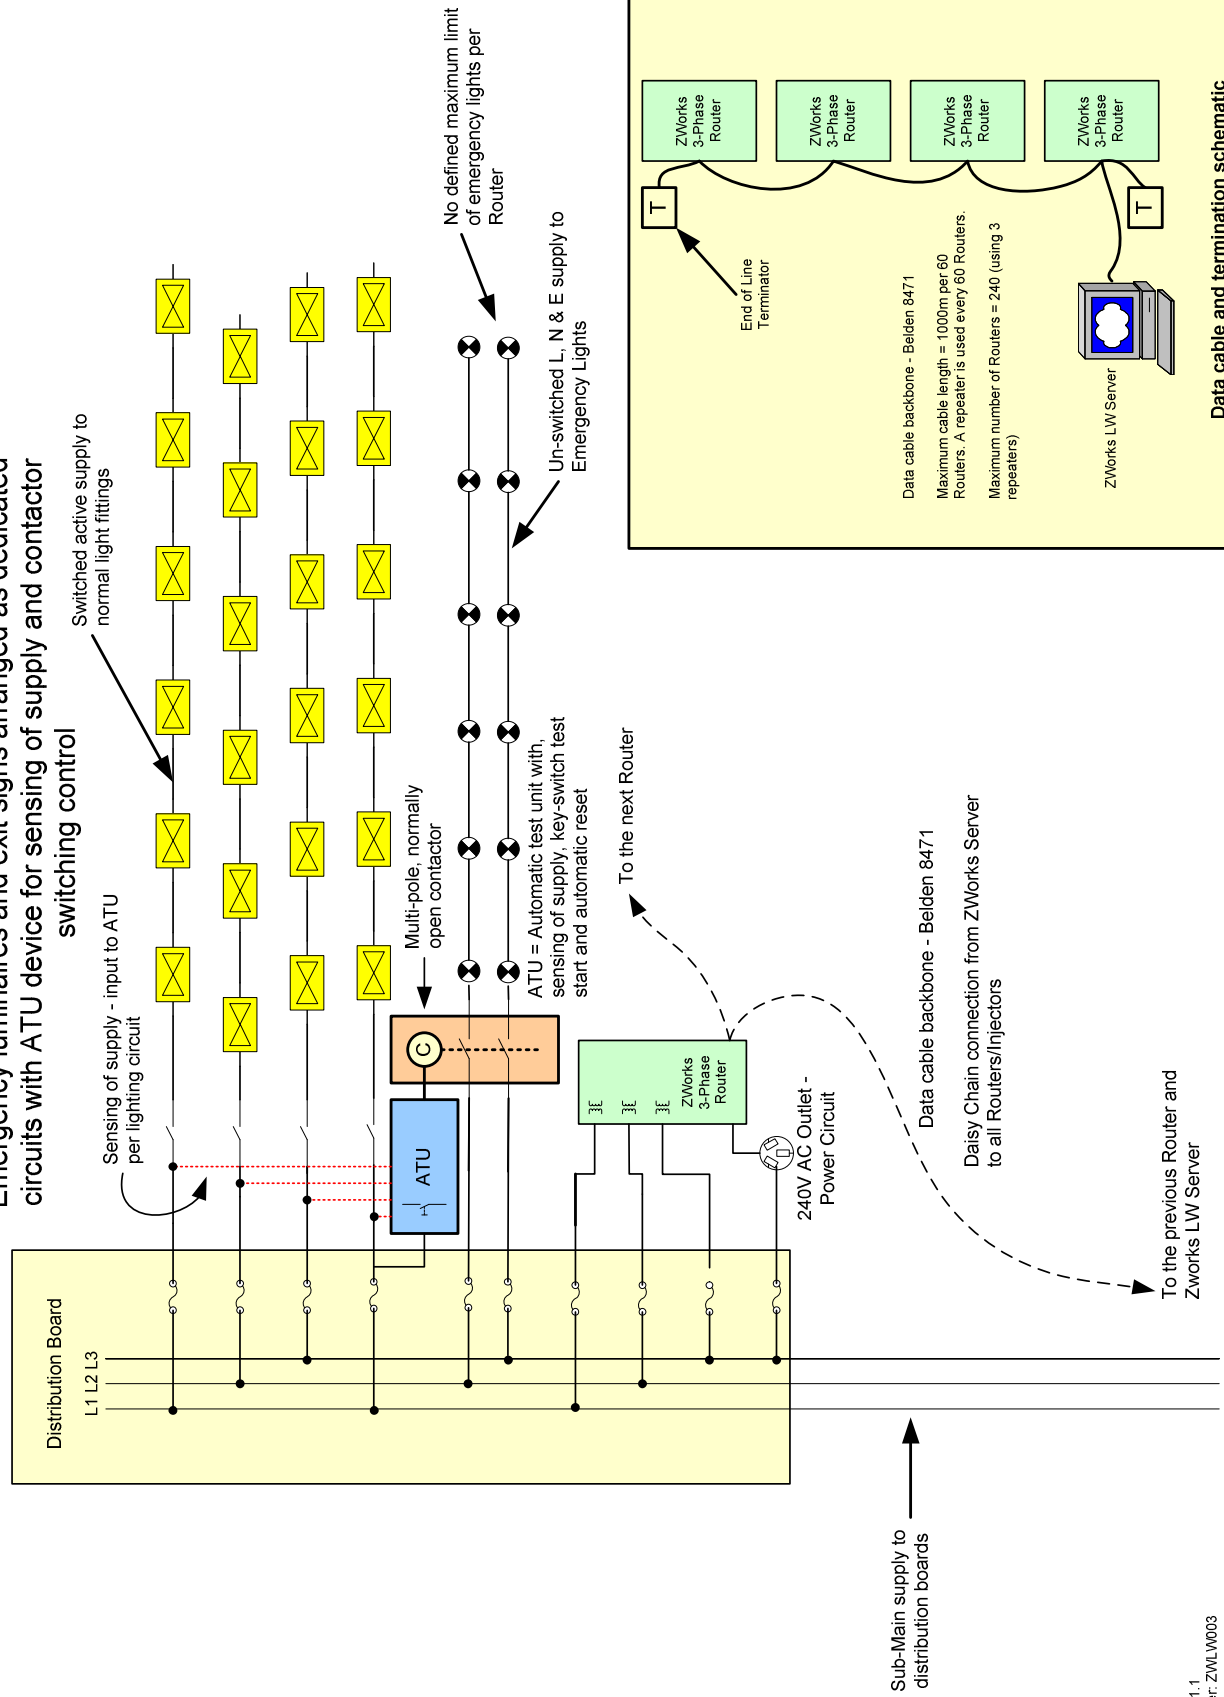 Emergency luminaires and exit signs arranged as dedicated
circuits with ATU device for sensing of supply and contactor
switching control
Distribution Board
L1 L2 L3
Sensing of supply - input to ATU
per lighting circuit
Switched active supply to
normal light fittings
ATU
C
Multi-pole, normally
open contactor
No defined maximum limit
of emergency lights per
Router
Un-switched L, N & E supply to
Emergency Lights
ATU = Automatic test unit with,
sensing of supply, key-switch test
start and automatic reset
ZWorks
3-Phase
Router
To the next Router
240V AC Outlet -
Power Circuit
Data cable backbone - Belden 8471
Daisy Chain connection from ZWorks Server
to all Routers/Injectors
To the previous Router and
Zworks LW Server
Sub-Main supply to
distribution boards
T
End of Line
Terminator
ZWorks
3-Phase
Router
ZWorks
3-Phase
Router
ZWorks
3-Phase
Router
ZWorks
3-Phase
Router
T
Data cable backbone - Belden 8471
Maximum cable length = 1000m per 60
Routers. A repeater is used every 60 Routers.
Maximum number of Routers = 240 (using 3
repeaters)
ZWorks LW Server
Data cable and termination schematic
1.1
r: ZWLW003